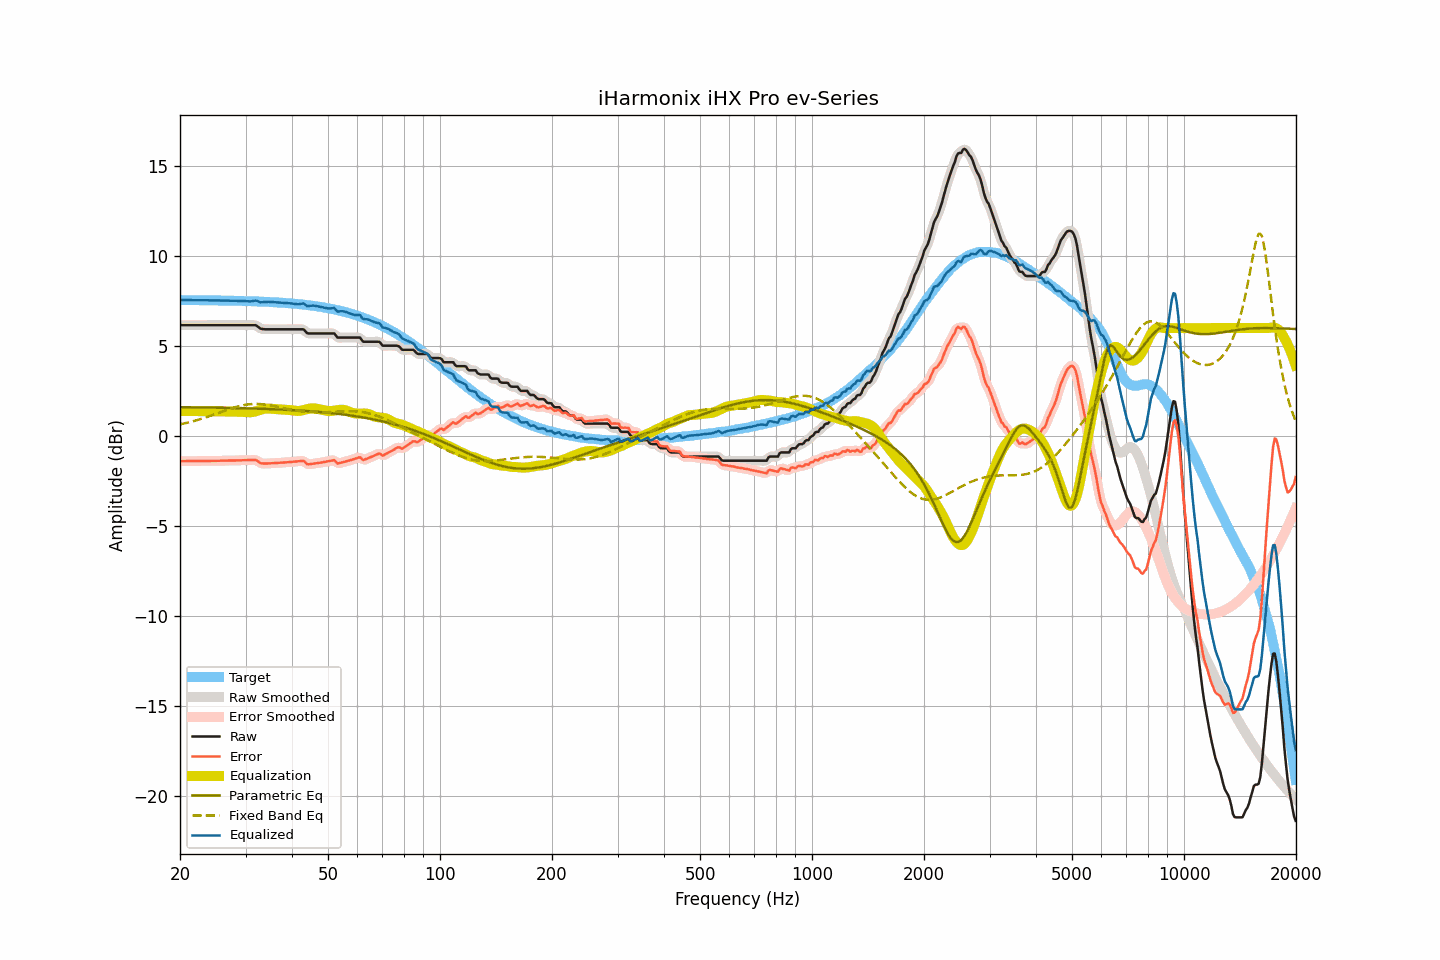 iHarmonix iHX Pro ev-Series
Amplitude (dBr)
15
10
5
0
−5
−10
−15
−20
Target
Raw Smoothed
Error Smoothed
Raw
Error
Equalization
Parametric Eq
Fixed Band Eq
Equalized
20 50 100 200 500 1000 2000 5000 10000 20000
Frequency (Hz)